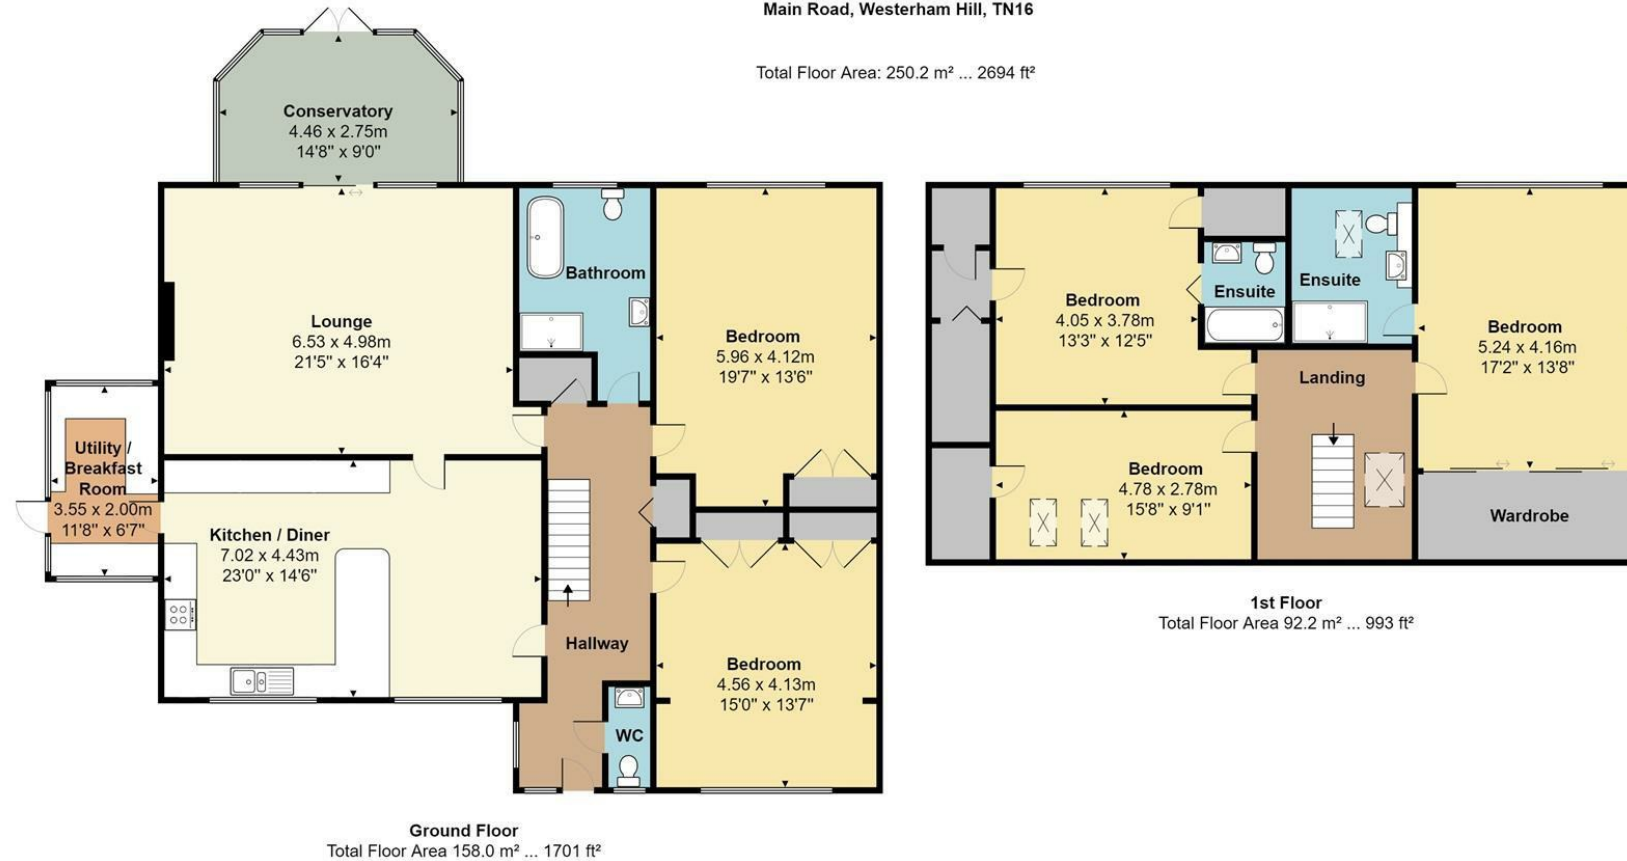 Main Road, Westerham Hill, TN16
Total Floor Area: 250.2 m² ... 2694 ft²
Conservatory
4.46 x 2.75m
14'8" x 9'0"
Lounge
6.53 x 4.98m
21'5" x 16'4"
Bathroom
Bedroom
5.96 x 4.12m
19'7" x 13'6"
Utility /
Breakfast
Room
3.55 x 2.00m
11'8" x 6'7"
Kitchen / Diner
7.02 x 4.43m
23'0" x 14'6"
Hallway
WC
Bedroom
4.56 x 4.13m
15'0" x 13'7"
Ground Floor
Total Floor Area 158.0 m² ... 1701 ft²
Bedroom
4.05 x 3.78m
13'3" x 12'5"
Ensuite
Ensuite
Bedroom
5.24 x 4.16m
17'2" x 13'8"
Landing
Bedroom
4.78 x 2.78m
15'8" x 9'1"
Wardrobe
1st Floor
Total Floor Area 92.2 m² ... 993 ft²